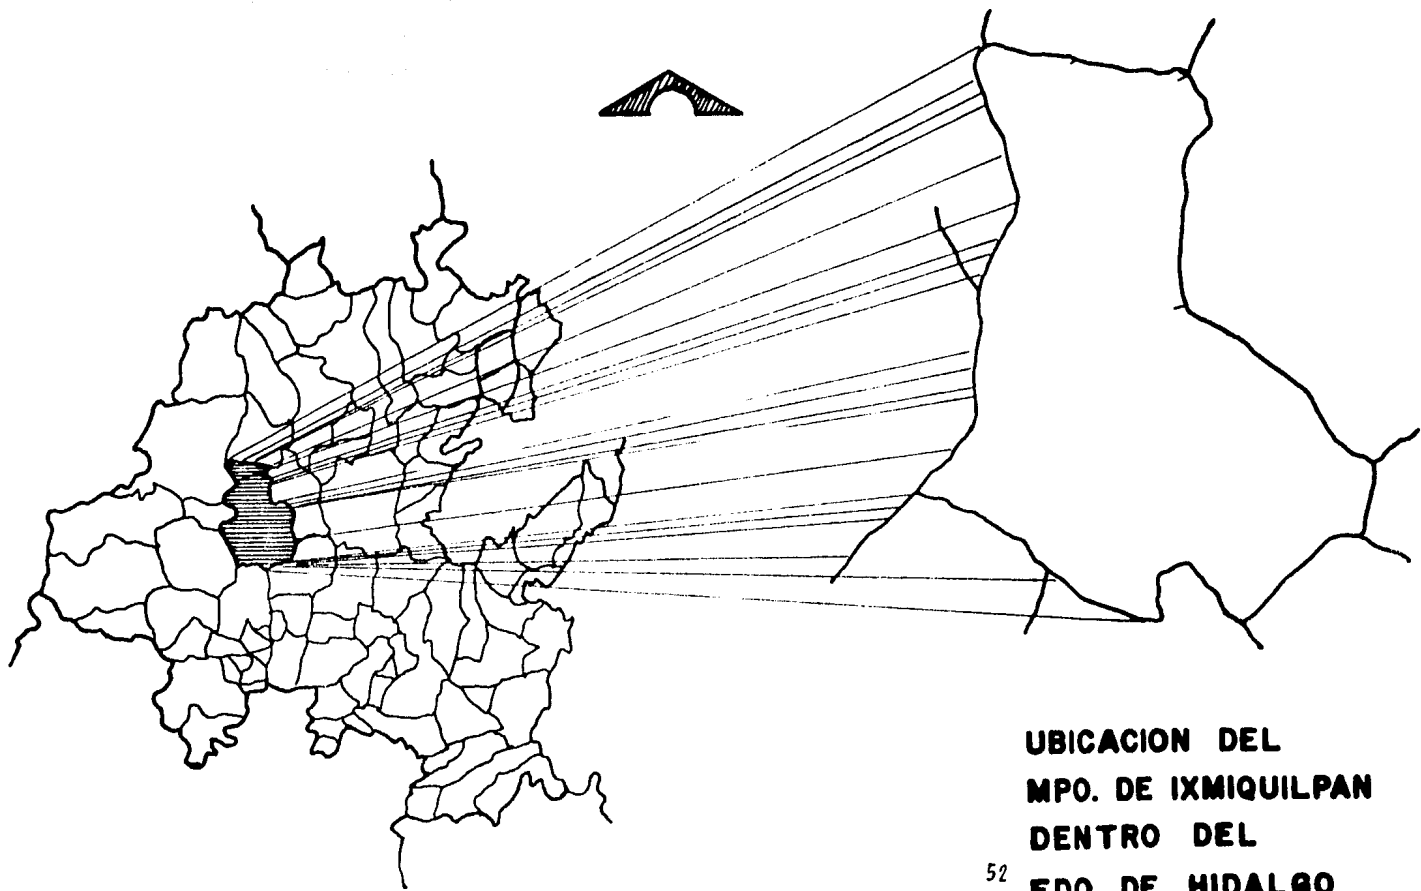 UBICACION DEL
MPO. DE IXMIQUILPAN
DENTRO DEL
52
EDO. DE HIDALGO